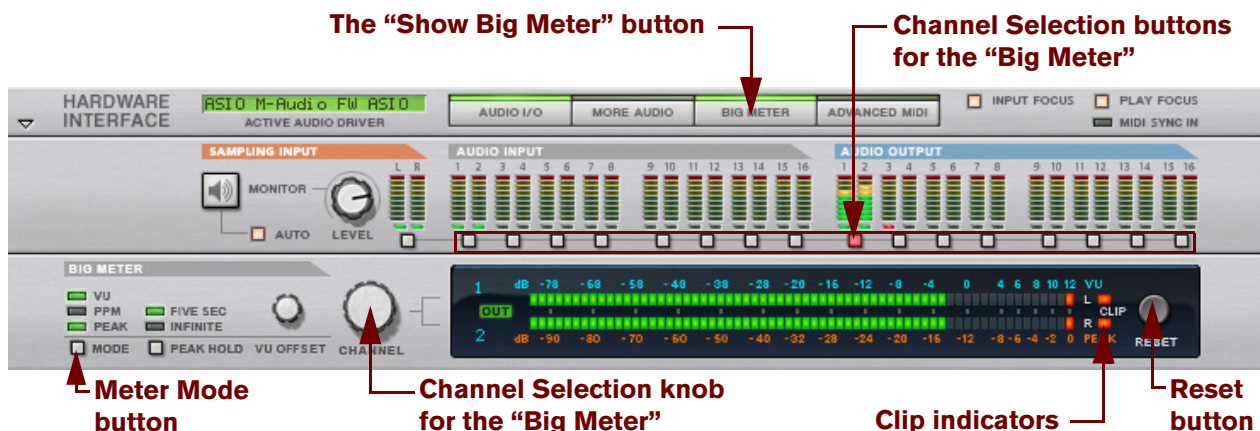 The “Show Big Meter” button
Channel Selection buttons
for the “Big Meter”
HARDWARE
INTERFACE
ASIO M-Audio FW ASIO
ACTIVE AUDIO DRIVER
AUDIO I/O
MORE AUDIO
BIG METER
ADVANCED MIDI
INPUT FOCUS
PLAY FOCUS
MIDI SYNC IN
SAMPLING INPUT
L R
MONITOR
AUTO
LEVEL
AUDIO INPUT
1 2 3 4 5 6 7 8 9 10 11 12 13 14 15 16
AUDIO OUTPUT
1 2 3 4 5 6 7 8 9 10 11 12 13 14 15 16
BIG METER
VU
PPM
PEAK
MODE
FIVE SEC
INFINITE
PEAK HOLD
VU OFFSET
CHANNEL
1 dB -78 -68 -58 -48 -38 -28 -20 -16 -12 -8 -4 0 4 6 8 10 12 VU
OUT
L
CLIP
R
2 dB -90 -80 -70 -60 -50 -40 -32 -28 -24 -20 -16 -12 -8 -6 -4 -2 0 PEAK
RESET
Meter Mode
button
Channel Selection knob
for the “Big Meter”
Clip indicators
Reset
button